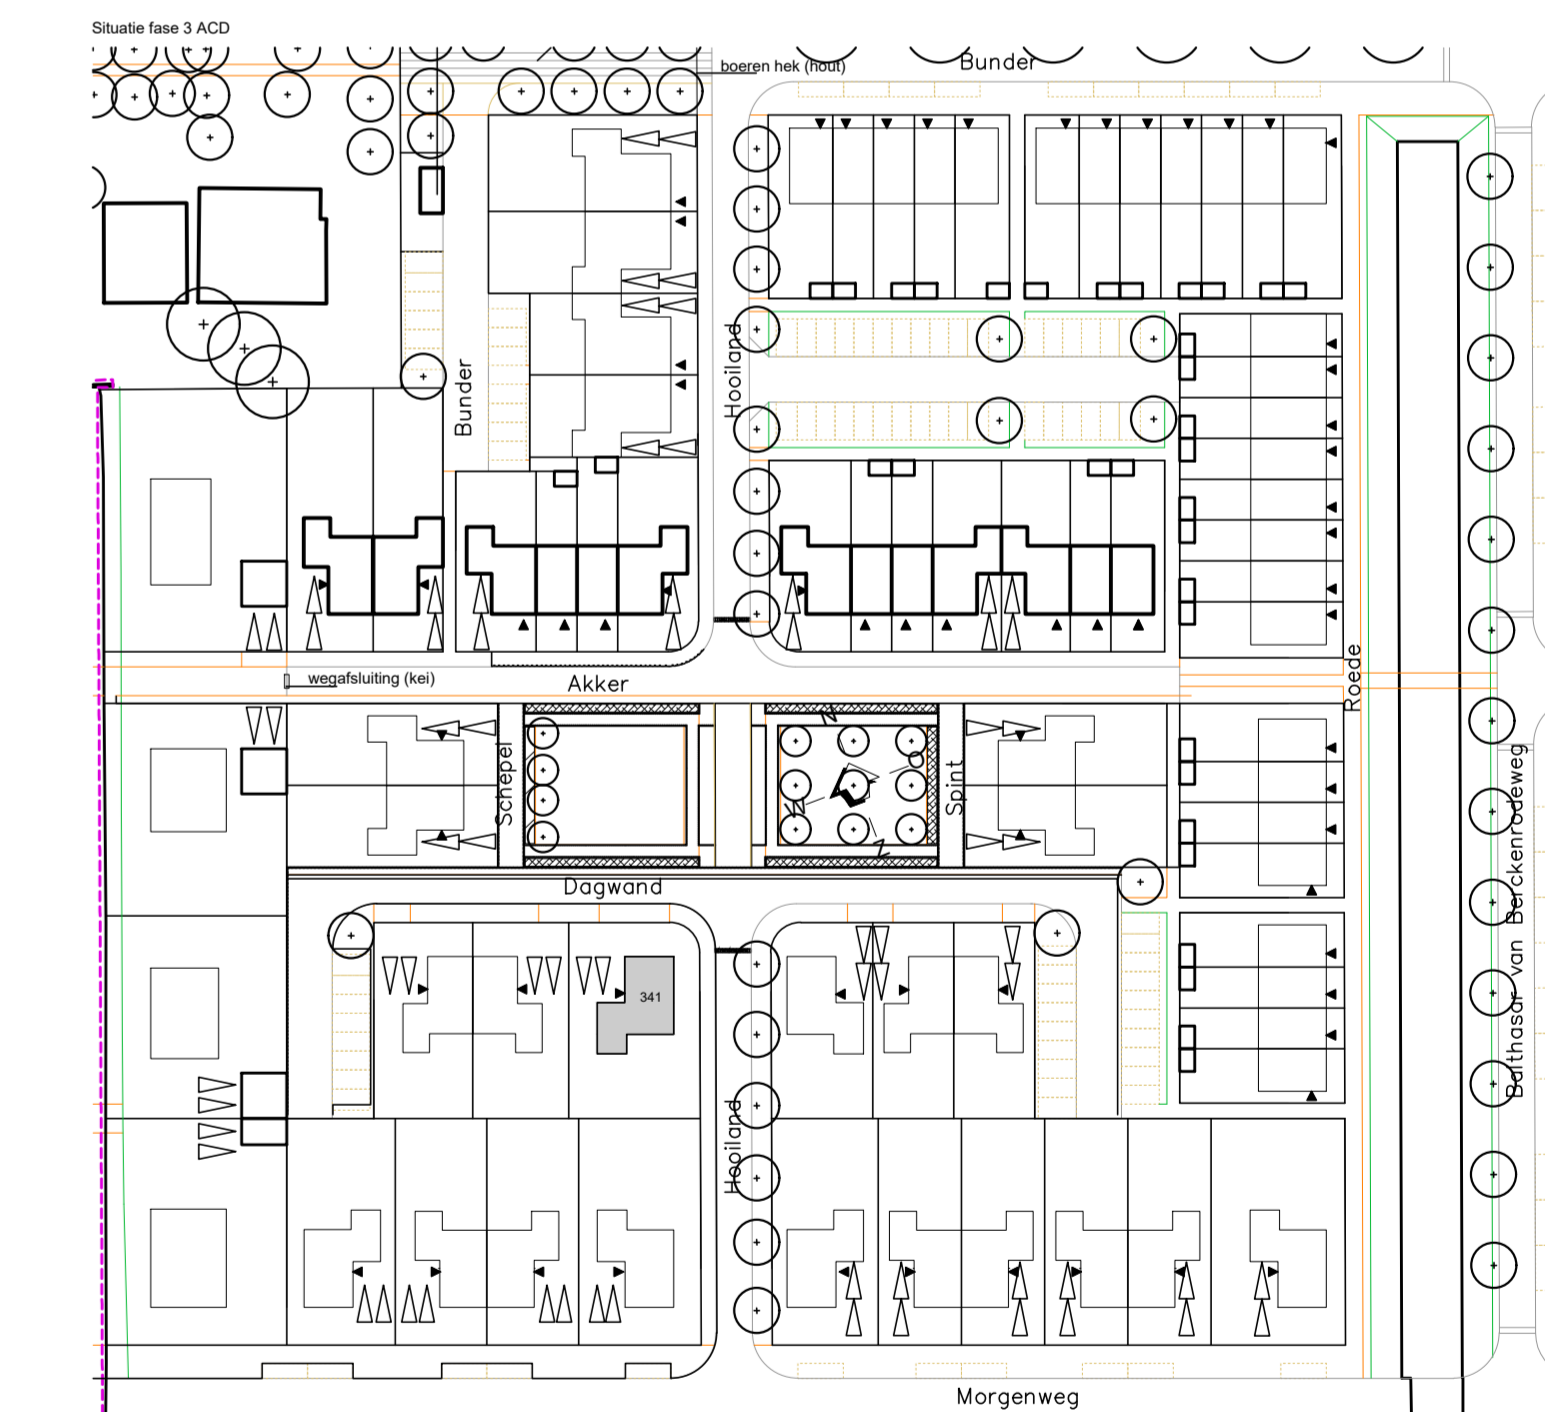 Situatie fase 3 ACD
Bunder
boeren hek (hout)
Hooiland
Bunder
Roede
wegafsluiting (kei)
Akker
Schepel
Spint
N
O
W
Z
Balthasar van Berckenrodeweg
Dagwand
341
Hooiland
Morgenweg